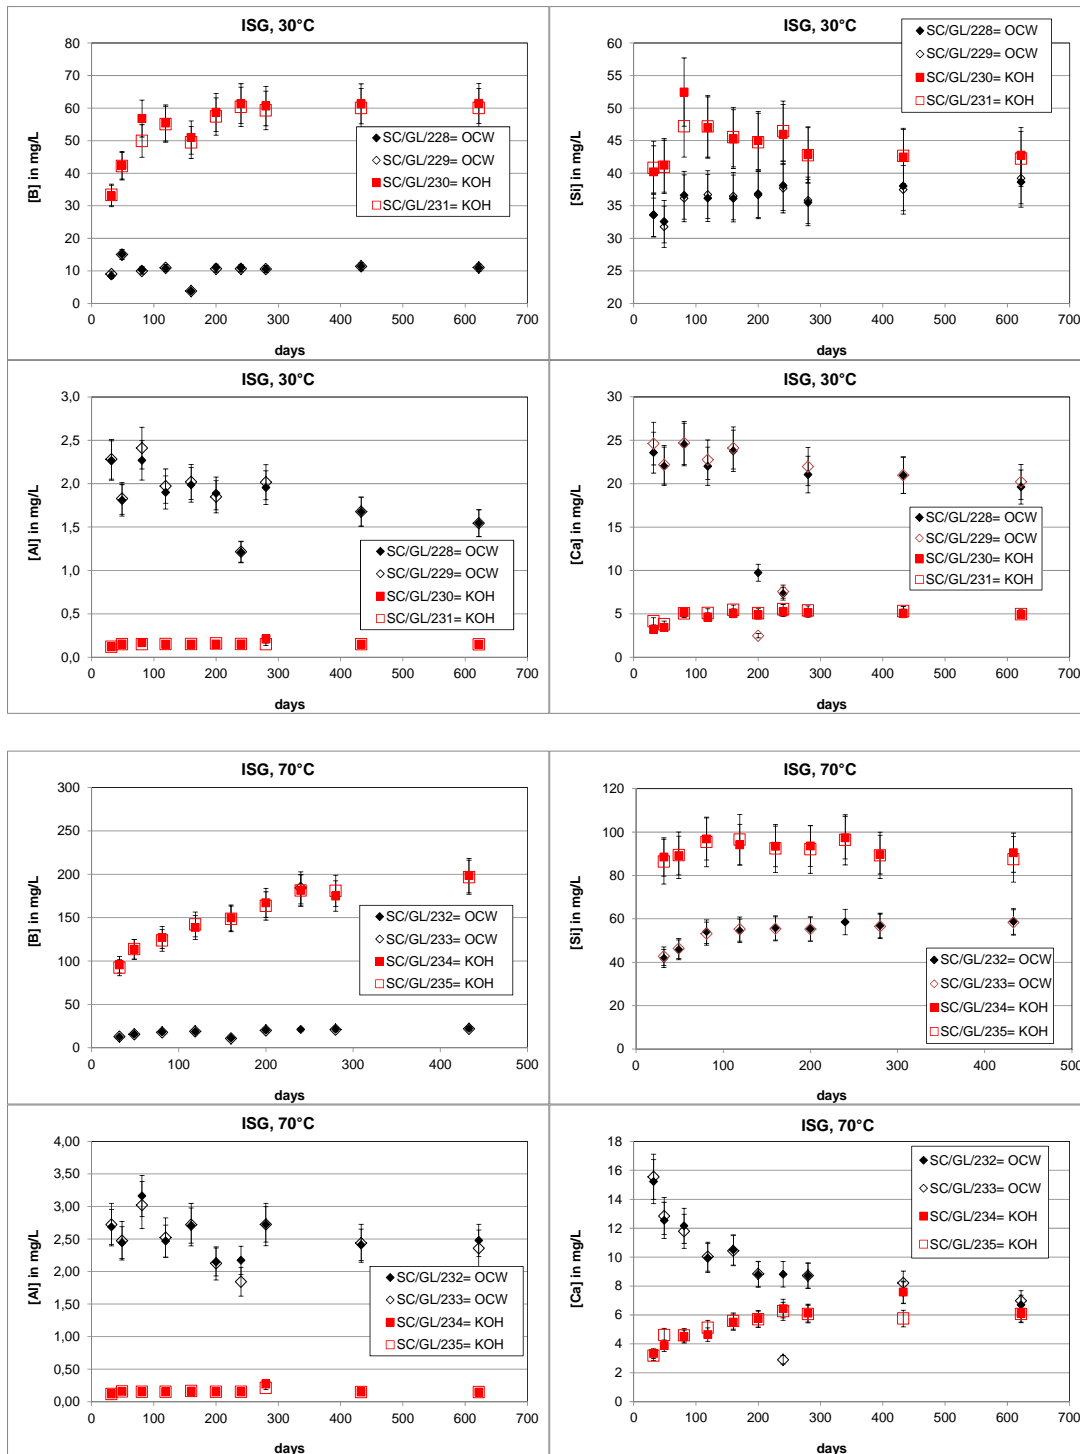 ISG, 30°C
[B] in mg/L
80
70
60
50
40
30
20
10
0
0 100 200 300 400 500 600 700
days
SC/GL/228= OCW
SC/GL/229= OCW
SC/GL/230= KOH
SC/GL/231= KOH
ISG, 30°C
[Si] in mg/L
60
55
50
45
40
35
30
25
20
0 100 200 300 400 500 600 700
days
SC/GL/228= OCW
SC/GL/229= OCW
SC/GL/230= KOH
SC/GL/231= KOH
ISG, 30°C
[Al] in mg/L
3,0
2,5
2,0
1,5
1,0
0,5
0,0
0 100 200 300 400 500 600 700
days
SC/GL/228= OCW
SC/GL/229= OCW
SC/GL/230= KOH
SC/GL/231= KOH
ISG, 30°C
[Ca] in mg/L
30
25
20
15
10
5
0
0 100 200 300 400 500 600 700
days
SC/GL/228= OCW
SC/GL/229= OCW
SC/GL/230= KOH
SC/GL/231= KOH
ISG, 70°C
[B] in mg/L
300
250
200
150
100
50
0
0 100 200 300 400 500
days
SC/GL/232= OCW
SC/GL/233= OCW
SC/GL/234= KOH
SC/GL/235= KOH
ISG, 70°C
[Si] in mg/L
120
100
80
60
40
20
0
0 100 200 300 400 500
days
SC/GL/232= OCW
SC/GL/233= OCW
SC/GL/234= KOH
SC/GL/235= KOH
ISG, 70°C
[Al] in mg/L
4,00
3,50
3,00
2,50
2,00
1,50
1,00
0,50
0,00
0 100 200 300 400 500 600 700
days
SC/GL/232= OCW
SC/GL/233= OCW
SC/GL/234= KOH
SC/GL/235= KOH
ISG, 70°C
[Ca] in mg/L
18
16
14
12
10
8
6
4
2
0
0 100 200 300 400 500 600 700
days
SC/GL/232= OCW
SC/GL/233= OCW
SC/GL/234= KOH
SC/GL/235= KOH